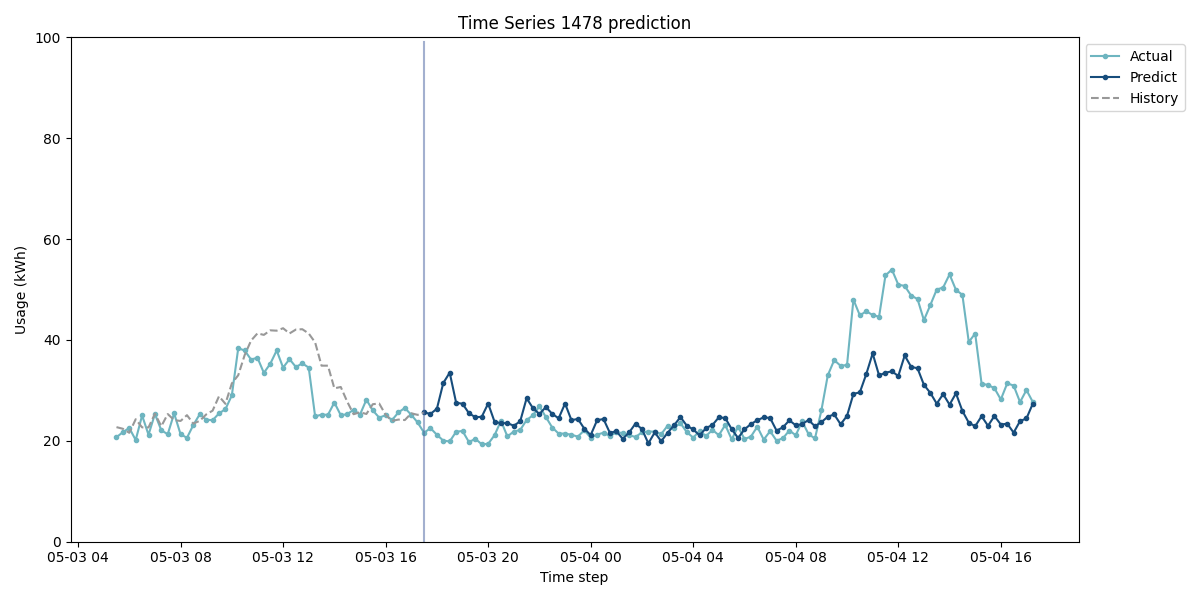 Time Series 1478 prediction
Usage (kWh)
100
80
60
40
20
0
05-03 04
05-03 08
05-03 12
05-03 16
05-03 20
05-04 00
05-04 04
05-04 08
05-04 12
05-04 16
Time step
Actual
Predict
History